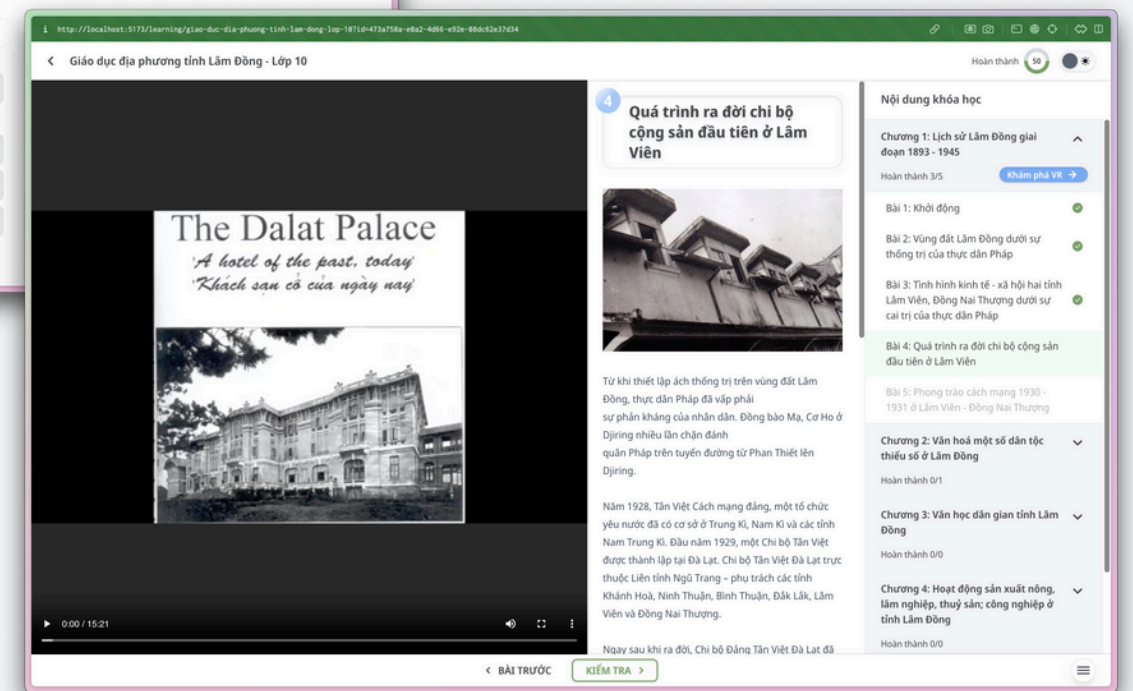 http://localhost:5173/learning/giao-duc-dia-phuong-tinh-lam-dong-lop-10?id=473a758a-e8a2-4d66-e92e-88dc62e37d34
Giáo dục địa phương tỉnh Lâm Đồng - Lớp 10
Hoàn thành
50
The Dalat Palace
'A hotel of the past, today'
'Khách sạn cổ của ngày nay'
0:00 / 15:21
4
Quá trình ra đời chi bộ
cộng sản đầu tiên ở Lâm
Viên
Từ khi thiết lập ách thống trị trên vùng đất Lâm
Đồng, thực dân Pháp đã vấp phải
sự phản kháng của nhân dân. Đồng bào Mạ, Cơ Ho ở
Djiring nhiều lần chặn đánh
quân Pháp trên tuyến đường từ Phan Thiết lên
Djiring.
Năm 1928, Tân Việt Cách mạng đảng, một tổ chức
yêu nước đã có cơ sở ở Trung Kì, Nam Kì và các tỉnh
Nam Trung Kì. Đầu năm 1929, một Chi bộ Tân Việt
được thành lập tại Đà Lạt. Chi bộ Tân Việt Đà Lạt trực
thuộc Liên tỉnh Ngũ Trang – phụ trách các tỉnh
Khánh Hoà, Ninh Thuận, Bình Thuận, Đắk Lắk, Lâm
Viên và Đồng Nai Thượng.
Ngay sau khi ra đời, Chi bộ Đảng Tân Việt Đà Lạt đã
Nội dung khóa học
Chương 1: Lịch sử Lâm Đồng giai
đoạn 1893 - 1945
Hoàn thành 3/5
Khám phá VR
Bài 1: Khởi động
Bài 2: Vùng đất Lâm Đồng dưới sự
thống trị của thực dân Pháp
Bài 3: Tình hình kinh tế - xã hội hai tỉnh
Lâm Viên, Đồng Nai Thượng dưới sự
cai trị của thực dân Pháp
Bài 4: Quá trình ra đời chi bộ cộng sản
đầu tiên ở Lâm Viên
Bài 5: Phong trào cách mạng 1930 -
1931 ở Lâm Viên - Đồng Nai Thượng
Chương 2: Văn hoá một số dân tộc
thiểu số ở Lâm Đồng
Hoàn thành 0/1
Chương 3: Văn học dân gian tỉnh Lâm
Đồng
Hoàn thành 0/0
Chương 4: Hoạt động sản xuất nông,
lâm nghiệp, thuỷ sản; công nghiệp ở
tỉnh Lâm Đồng
Hoàn thành 0/0
BÀI TRƯỚC
KIỂM TRA